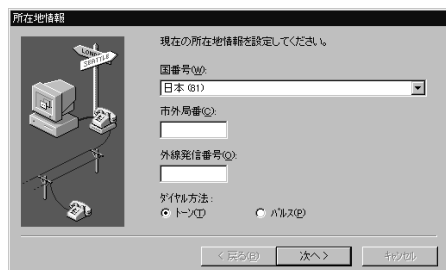 所在地情報
現在の所在地情報を設定してください。
国番号(W):
日本 (81)
市外局番(C):
外線発信番号(O):
ﾀﾞｲﾔﾙ方法:
ﾄｰﾝ(T)
ﾊﾟﾙｽ(P)
< 戻る(B)
次へ >
ｷｬﾝｾﾙ
LONDON
SEATTLE